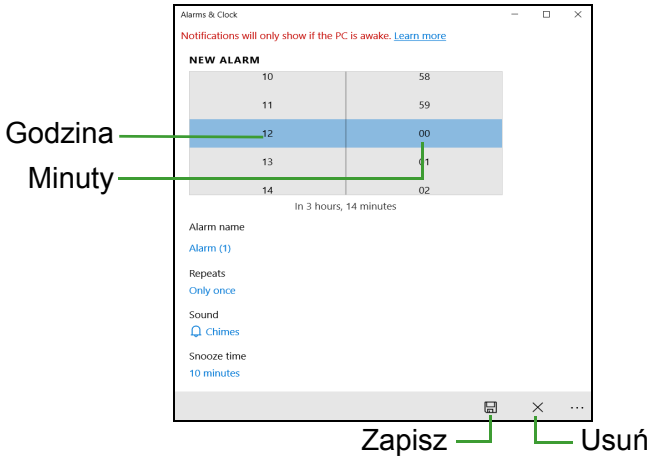 Alarms & Clock
Notifications will only show if the PC is awake. Learn more
NEW ALARM
10 58
11 59
Godzina 12 00
13 01
Minuty
14 02
In 3 hours, 14 minutes
Alarm name
Alarm (1)
Repeats
Only once
Sound
Chimes
Snooze time
10 minutes
Zapisz Usuń